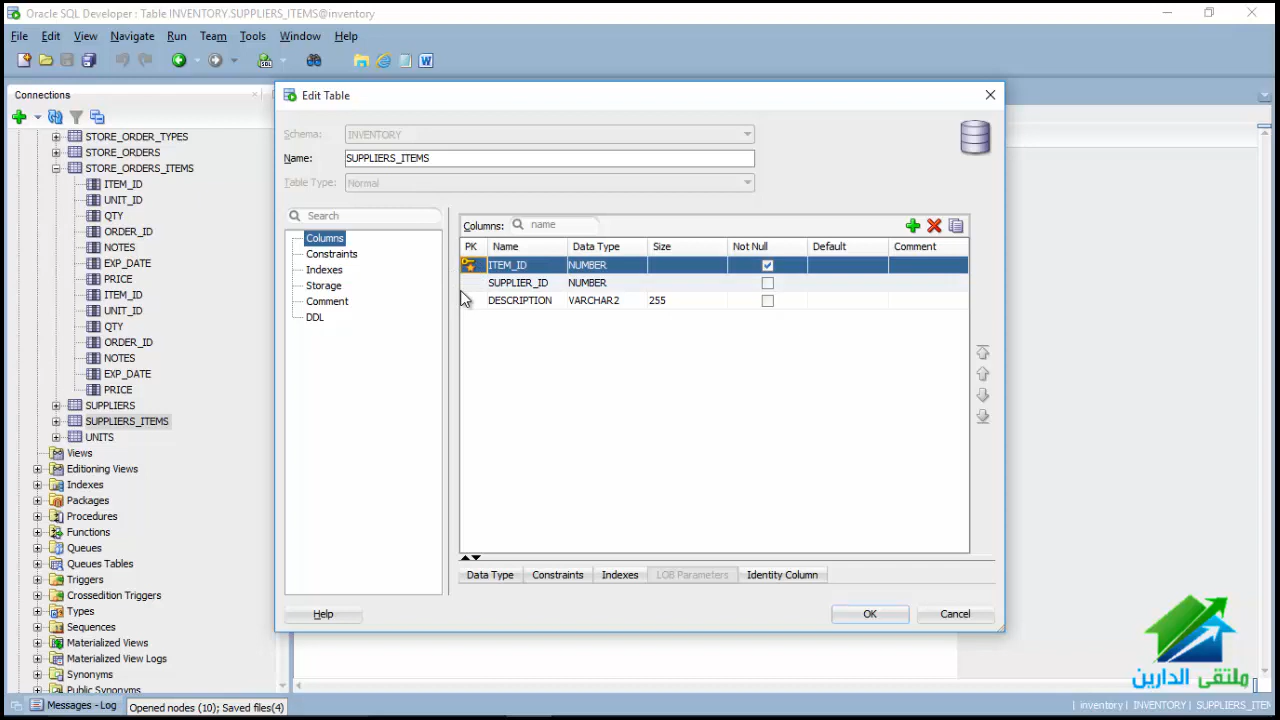 Oracle SQL Developer : Table INVENTORY.SUPPLIERS_ITEMS@inventory
File Edit View Navigate Run Team Tools Window Help
Connections
STORE_ORDER_TYPES
STORE_ORDERS
STORE_ORDERS_ITEMS
ITEM_ID
UNIT_ID
QTY
ORDER_ID
NOTES
EXP_DATE
PRICE
ITEM_ID
UNIT_ID
QTY
ORDER_ID
NOTES
EXP_DATE
PRICE
SUPPLIERS
SUPPLIERS_ITEMS
UNITS
Views
Editioning Views
Indexes
Packages
Procedures
Functions
Queues
Queues Tables
Triggers
Crossedition Triggers
Types
Sequences
Materialized Views
Materialized View Logs
Synonyms
Public Synonyms
Edit Table
Schema: INVENTORY
Name: SUPPLIERS_ITEMS
Table Type: Normal
Search
Columns
Constraints
Indexes
Storage
Comment
DDL
Columns: name
PK Name Data Type Size Not Null Default Comment
ITEM_ID NUMBER
SUPPLIER_ID NUMBER
DESCRIPTION VARCHAR2 255
Data Type Constraints Indexes LOB Parameters Identity Column
Help OK Cancel
ملتقى الدارين
Messages - Log Opened nodes (10); Saved files(4) inventory | INVENTORY | SUPPLIERS_ITEM